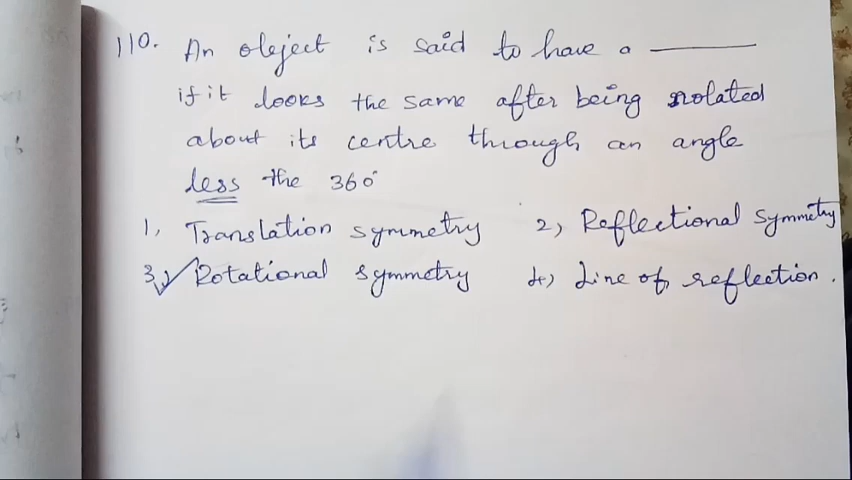 110. An object is said to have a ———
if it looks the same after being rotated
about its centre through an angle
less the 360°
1, Translation symmetry 2, Reflectional symmetry
3, ✓ Rotational symmetry 4, Line of reflection.